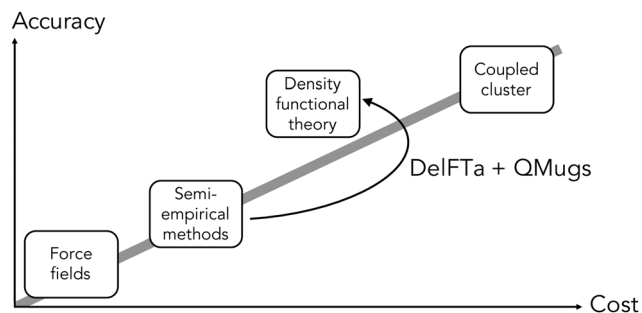 Accuracy
Density
functional
theory
Coupled
cluster
DelFTa + QMugs
Semi-
empirical
methods
Force
fields
Cost